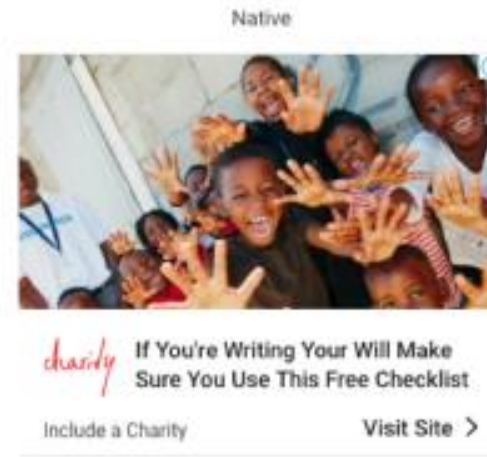 Native
charity
If You're Writing Your Will Make
Sure You Use This Free Checklist
Include a Charity
Visit Site >